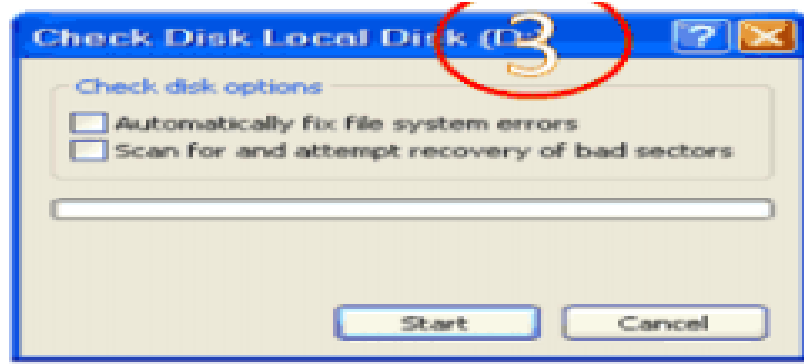 Check Disk Local Disk (D
3
?
Check disk options
Automatically fix file system errors
Scan for and attempt recovery of bad sectors
Start
Cancel